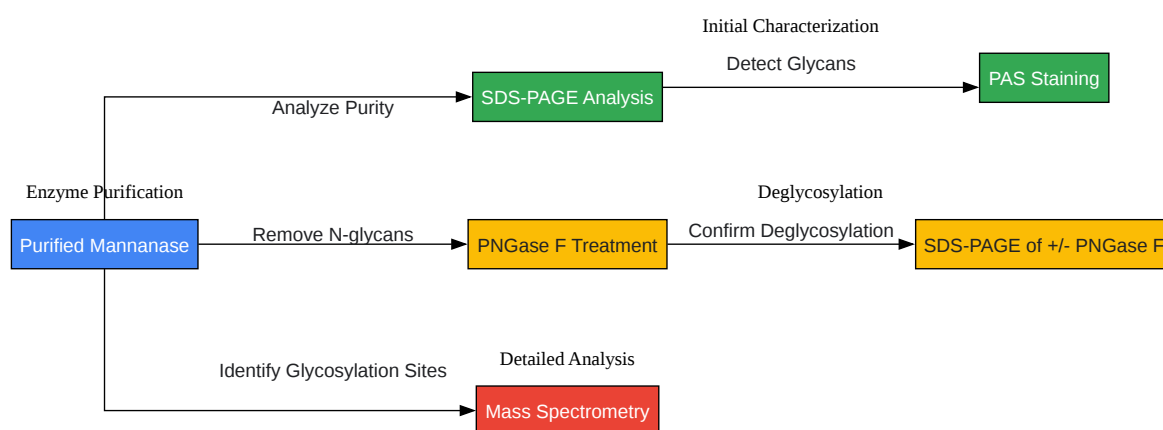 Initial Characterization
Detect Glycans
PAS Staining
SDS-PAGE Analysis
Analyze Purity
Enzyme Purification
Deglycosylation
Purified Mannanase
Remove N-glycans
PNGase F Treatment
Confirm Deglycosylation
SDS-PAGE of +/- PNGase F
Detailed Analysis
Identify Glycosylation Sites
Mass Spectrometry